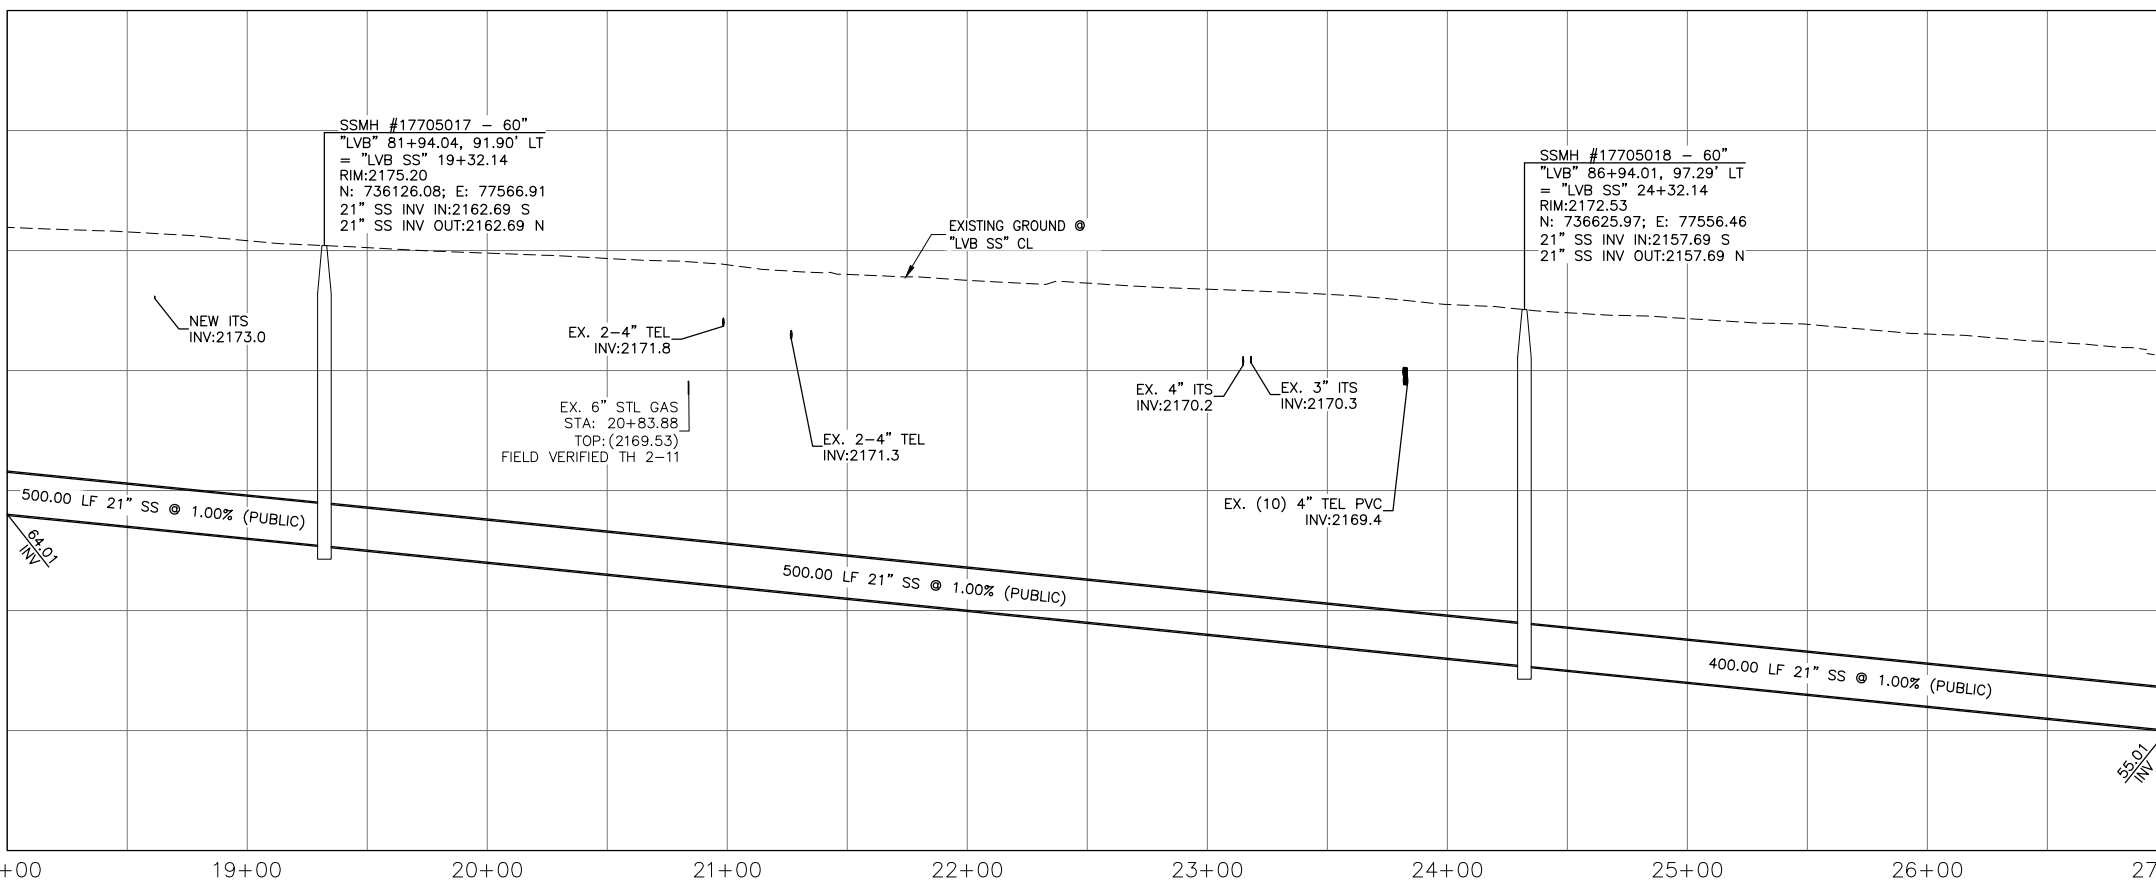 SSMH #17705017 – 60"
"LVB" 81+94.04, 91.90' LT
= "LVB SS" 19+32.14
RIM:2175.20
N: 736126.08; E: 77566.91
21" SS INV IN:2162.69 S
21" SS INV OUT:2162.69 N
SSMH #17705018 – 60"
"LVB" 86+94.01, 97.29' LT
= "LVB SS" 24+32.14
RIM:2172.53
N: 736625.97; E: 77556.46
21" SS INV IN:2157.69 S
21" SS INV OUT:2157.69 N
EXISTING GROUND @
"LVB SS" CL
NEW ITS
INV:2173.0
EX. 2–4" TEL
INV:2171.8
EX. 6" STL GAS
STA: 20+83.88
TOP:(2169.53)
FIELD VERIFIED TH 2–11
EX. 2–4" TEL
INV:2171.3
EX. 4" ITS
INV:2170.2
EX. 3" ITS
INV:2170.3
EX. (10) 4" TEL PVC
INV:2169.4
500.00 LF 21" SS @ 1.00% (PUBLIC)
64.01
INV
500.00 LF 21" SS @ 1.00% (PUBLIC)
400.00 LF 21" SS @ 1.00% (PUBLIC)
55.01
INV
+00 19+00 20+00 21+00 22+00 23+00 24+00 25+00 26+00 27